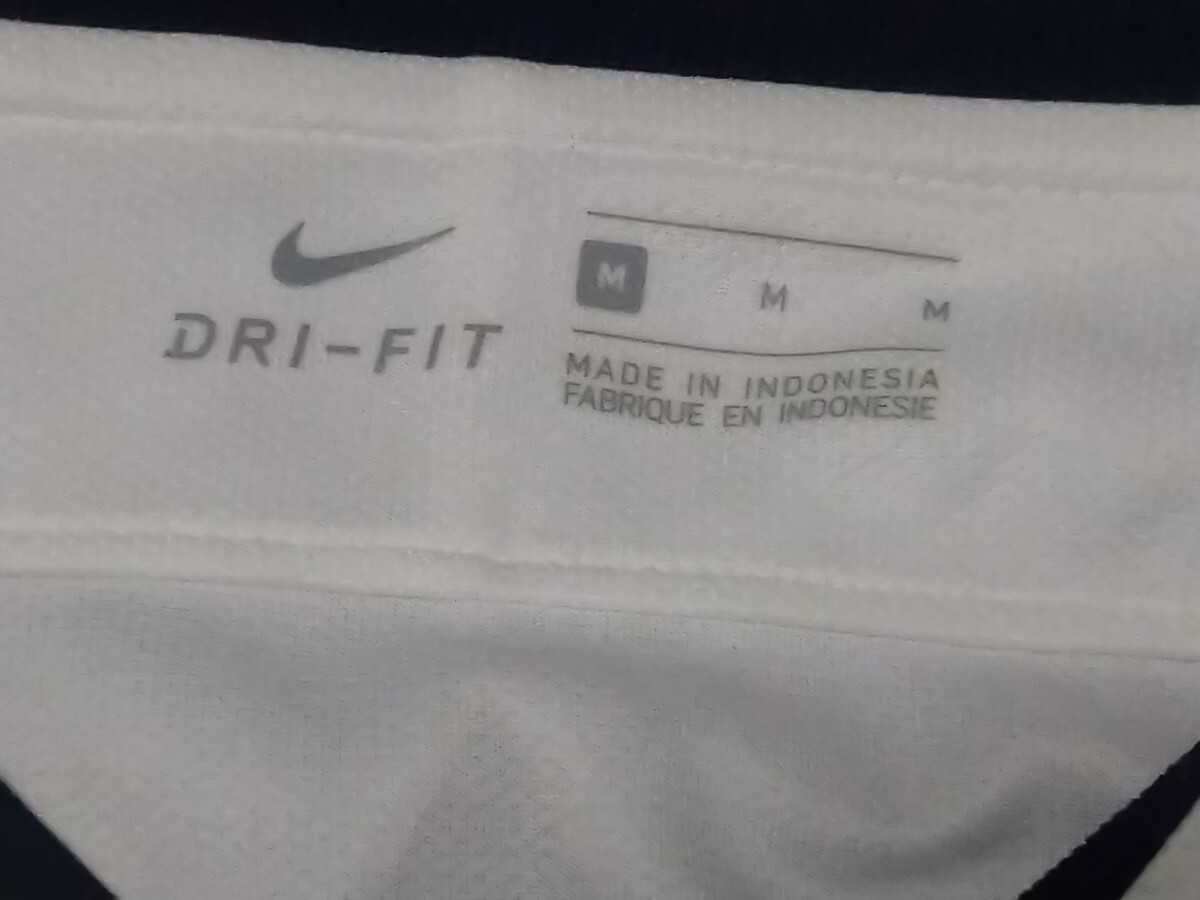 DRI-FIT
M M M
MADE IN INDONESIA
FABRIQUE EN INDONESIE